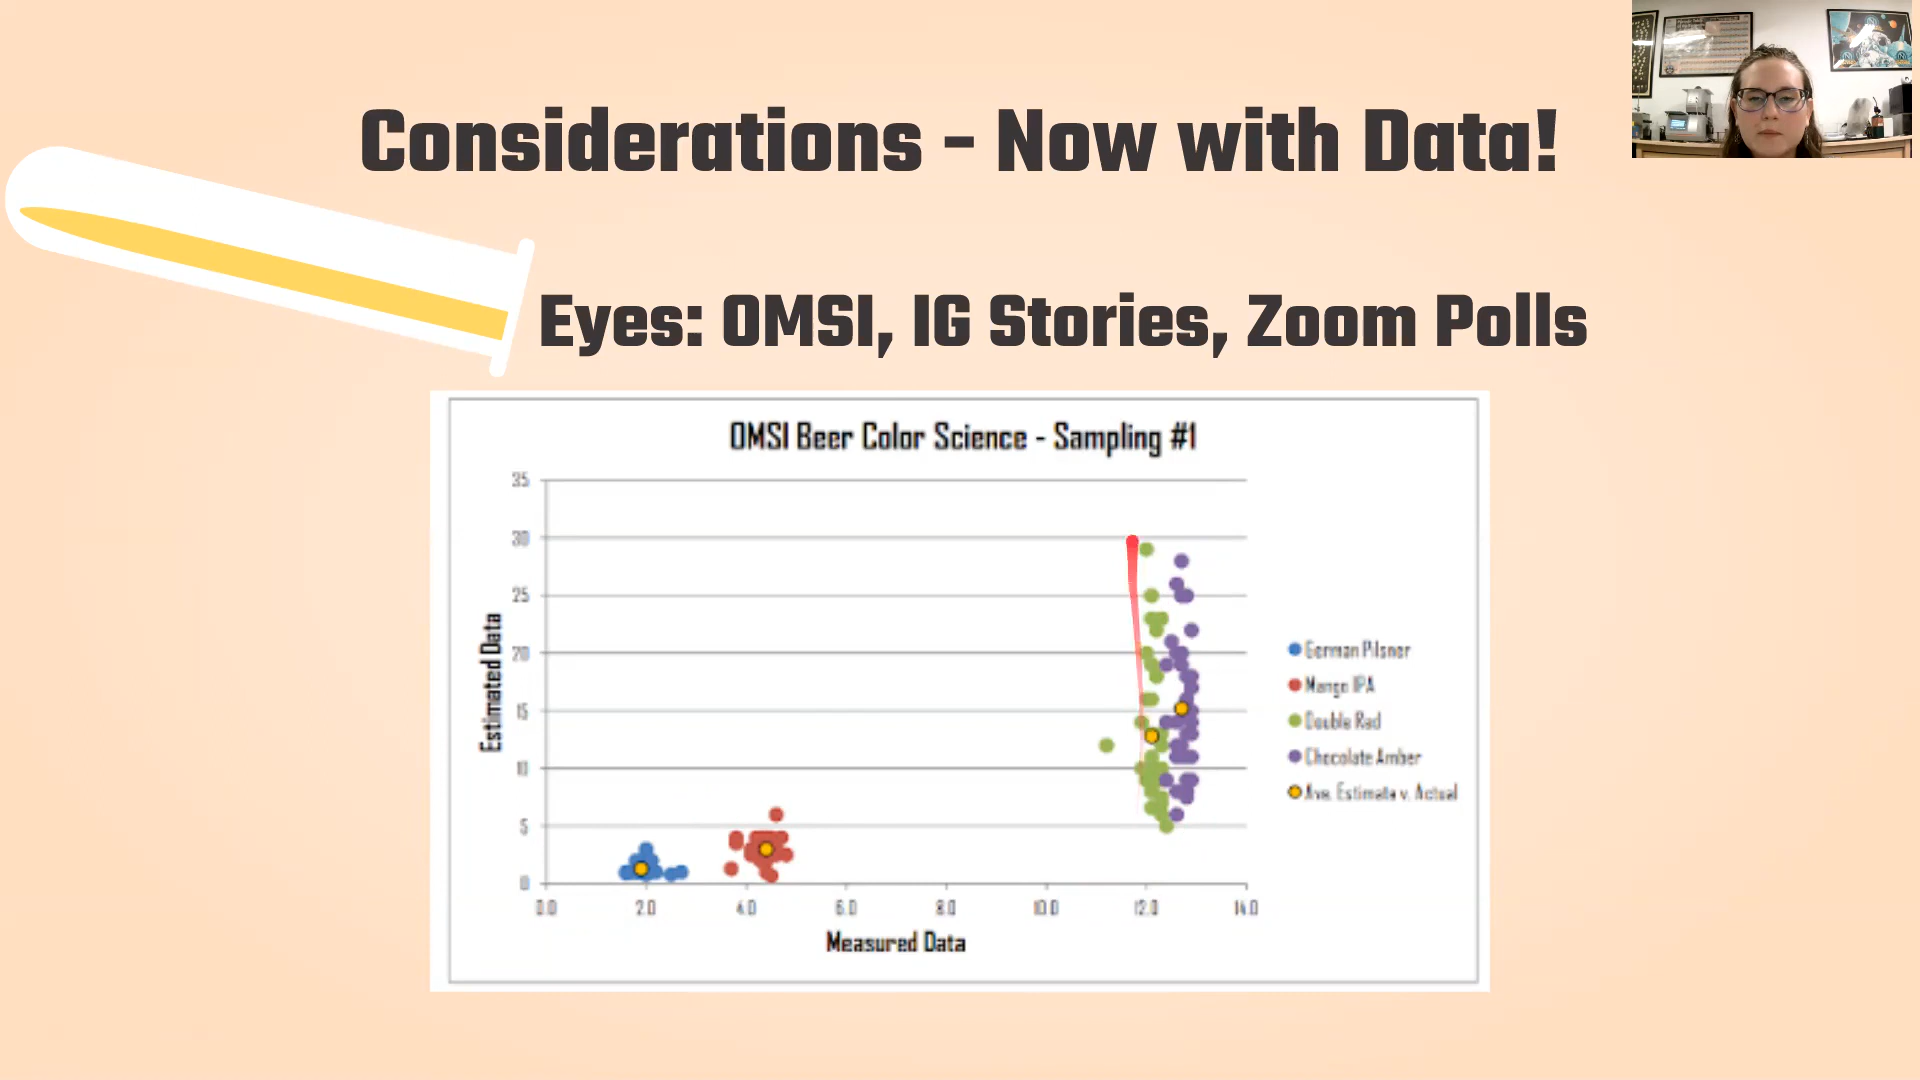 Considerations - Now with Data!
Eyes: OMSI, IG Stories, Zoom Polls
OMSI Beer Color Science - Sampling #1
35
30
25
20
15
10
5
0
Estimated Data
0.0 2.0 4.0 6.0 8.0 10.0 12.0 14.0
Measured Data
German Pilsner
Mango IPA
Double Red
Chocolate Amber
Ave. Estimate v. Actual